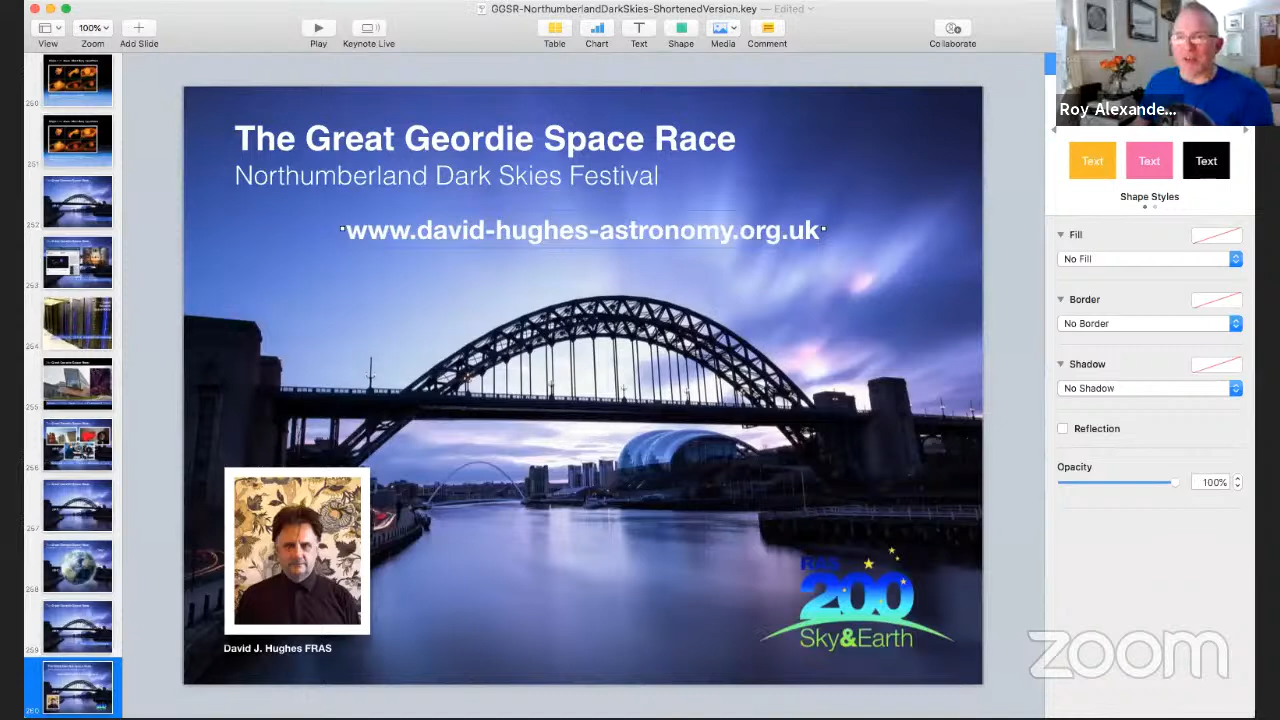 GGSR-NorthumberlandDarkSkies-ShortenedVersion.key — Edited
100%
View
Zoom
Add Slide
Play
Keynote Live
Table
Chart
Text
Shape
Media
Comment
Collaborate
Roy Alexande...
The Great Geordie Space Race
Northumberland Dark Skies Festival
www.david-hughes-astronomy.org.uk
David J. Hughes FRAS
RAS
200
Sky&Earth
Text
Text
Text
Shape Styles
Fill
No Fill
Border
No Border
Shadow
No Shadow
Reflection
Opacity
100%
zoom